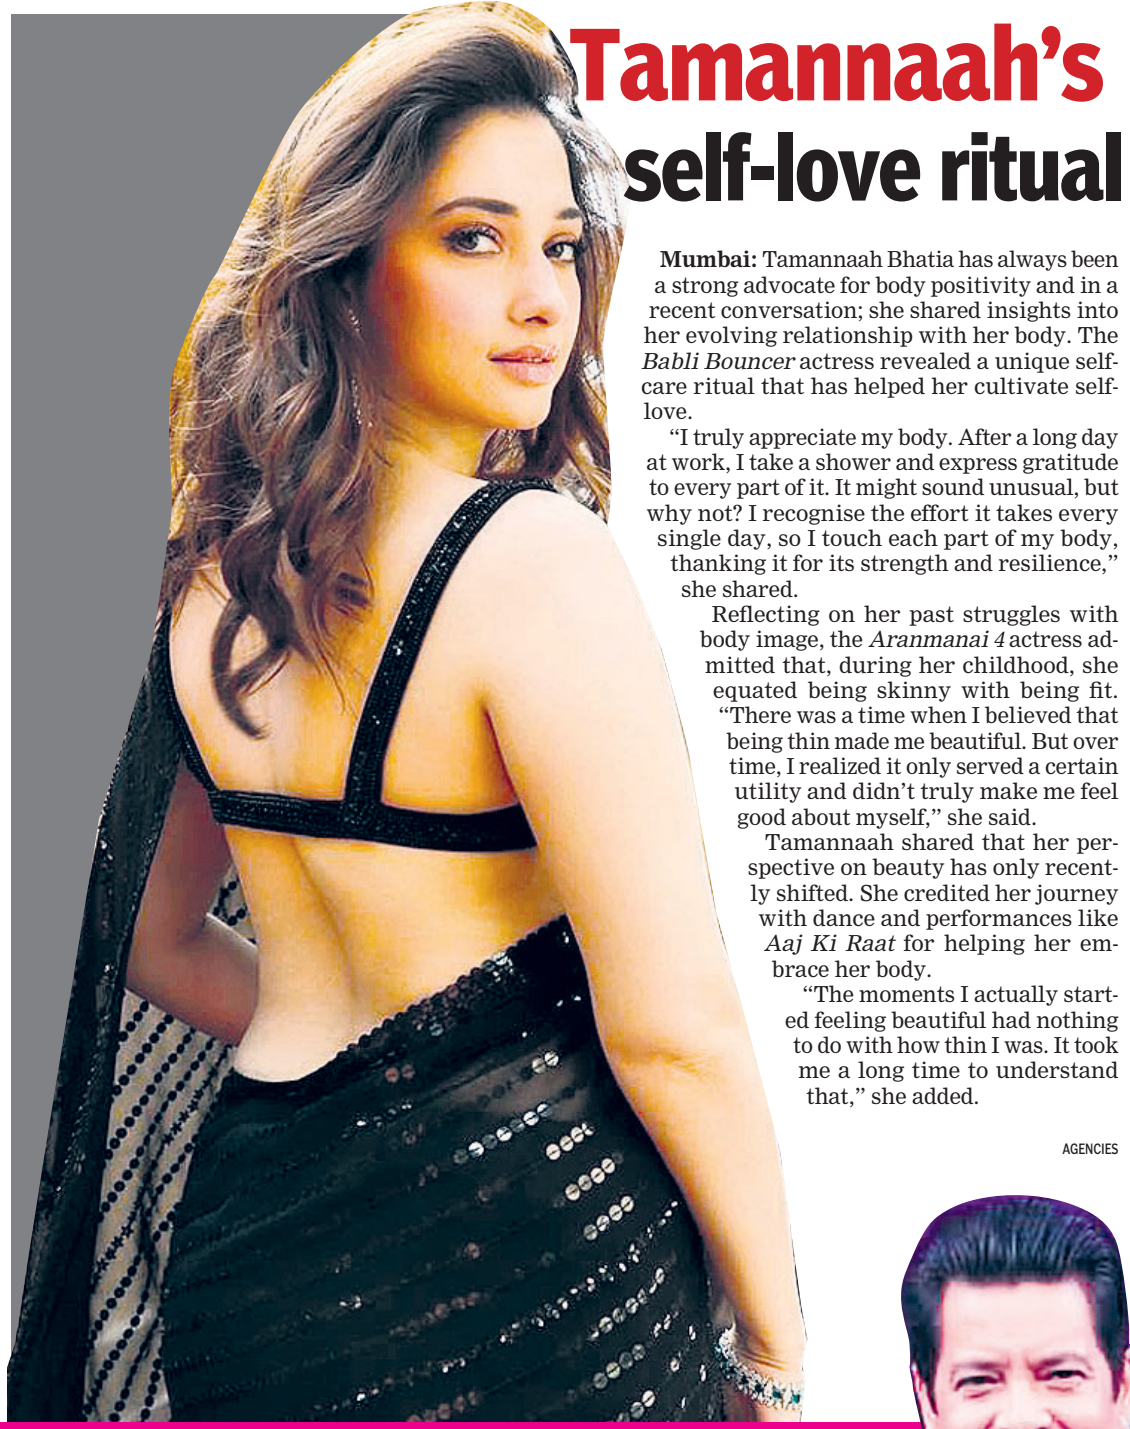 Tamannaah’s
self-love ritual
Mumbai: Tamannaah Bhatia has always been
a strong advocate for body positivity and in a
recent conversation; she shared insights into
her evolving relationship with her body. The
Babli Bouncer actress revealed a unique self-
care ritual that has helped her cultivate self-
love.
“I truly appreciate my body. After a long day
at work, I take a shower and express gratitude
to every part of it. It might sound unusual, but
why not? I recognise the effort it takes every
single day, so I touch each part of my body,
thanking it for its strength and resilience,”
she shared.
Reflecting on her past struggles with
body image, the Aranmanai 4 actress ad-
mitted that, during her childhood, she
equated being skinny with being fit.
“There was a time when I believed that
being thin made me beautiful. But over
time, I realized it only served a certain
utility and didn’t truly make me feel
good about myself,” she said.
Tamannaah shared that her per-
spective on beauty has only recent-
ly shifted. She credited her journey
with dance and performances like
Aaj Ki Raat for helping her em-
brace her body.
“The moments I actually start-
ed feeling beautiful had nothing
to do with how thin I was. It took
me a long time to understand
that,” she added.
AGENCIES